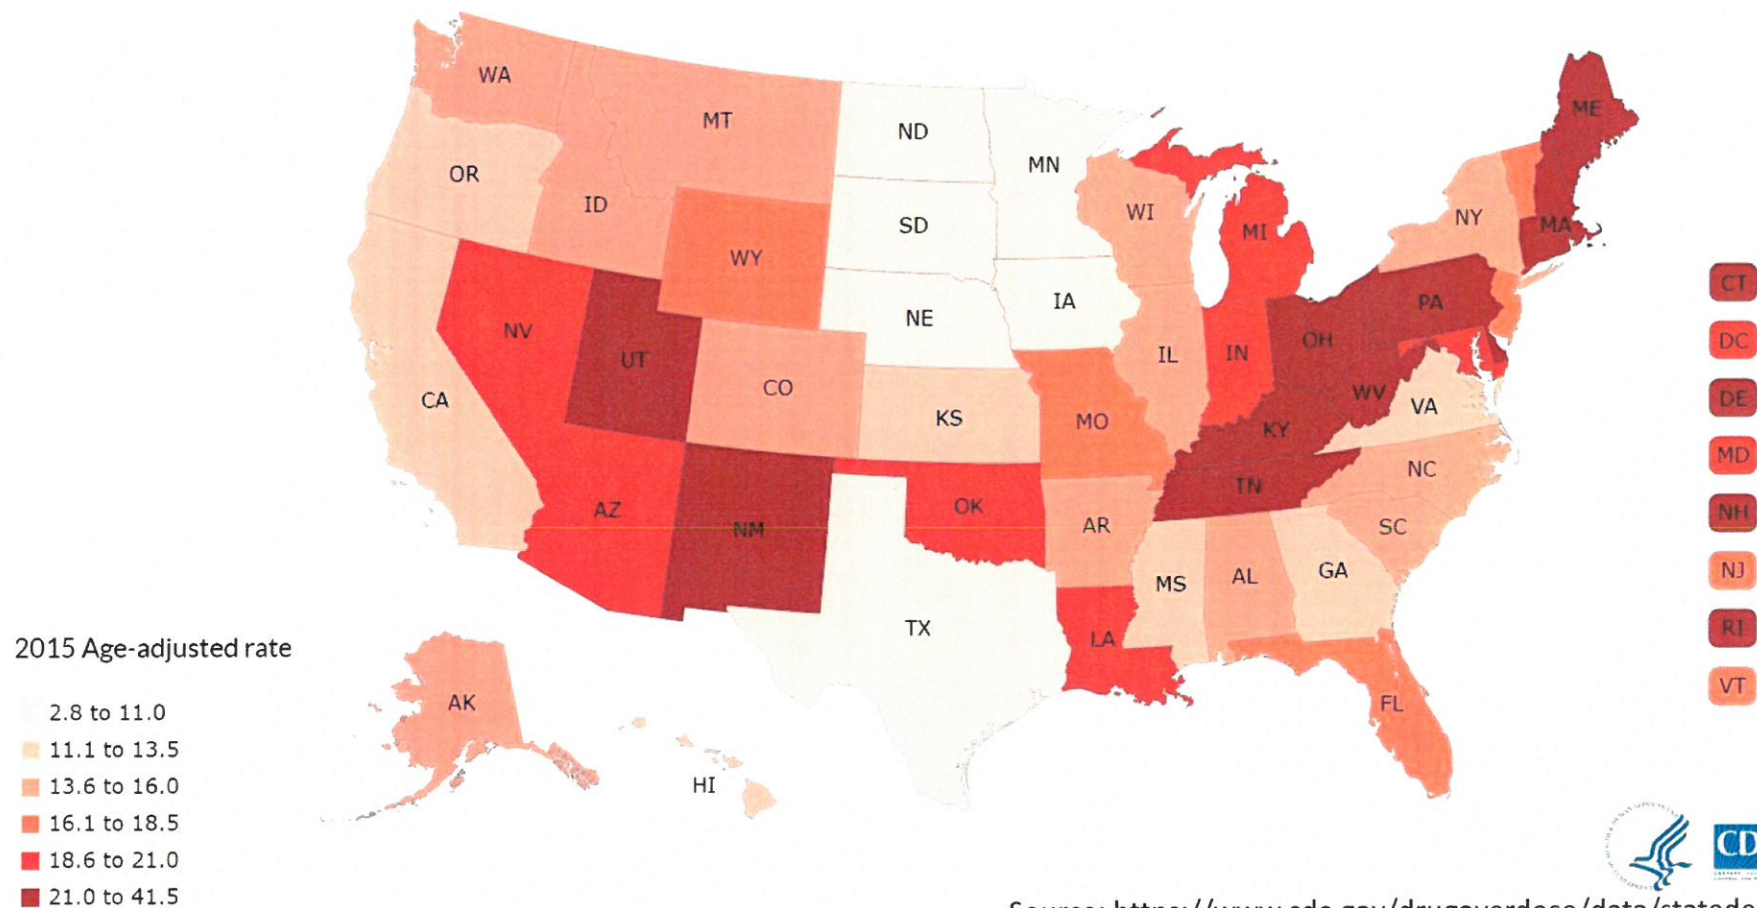 WA
MT
ND
MN
ME
OR
ID
SD
WI
MI
NY
MA
WY
NE
IA
PA
CT
NV
UT
CO
KS
MO
IL
IN
OH
WV
VA
DC
CA
KY
DE
AZ
NM
OK
AR
TN
NC
MD
SC
NH
MS
AL
GA
NJ
TX
LA
RI
FL
VT
AK
HI
2015 Age-adjusted rate
2.8 to 11.0
11.1 to 13.5
13.6 to 16.0
16.1 to 18.5
18.6 to 21.0
21.0 to 41.5
CD